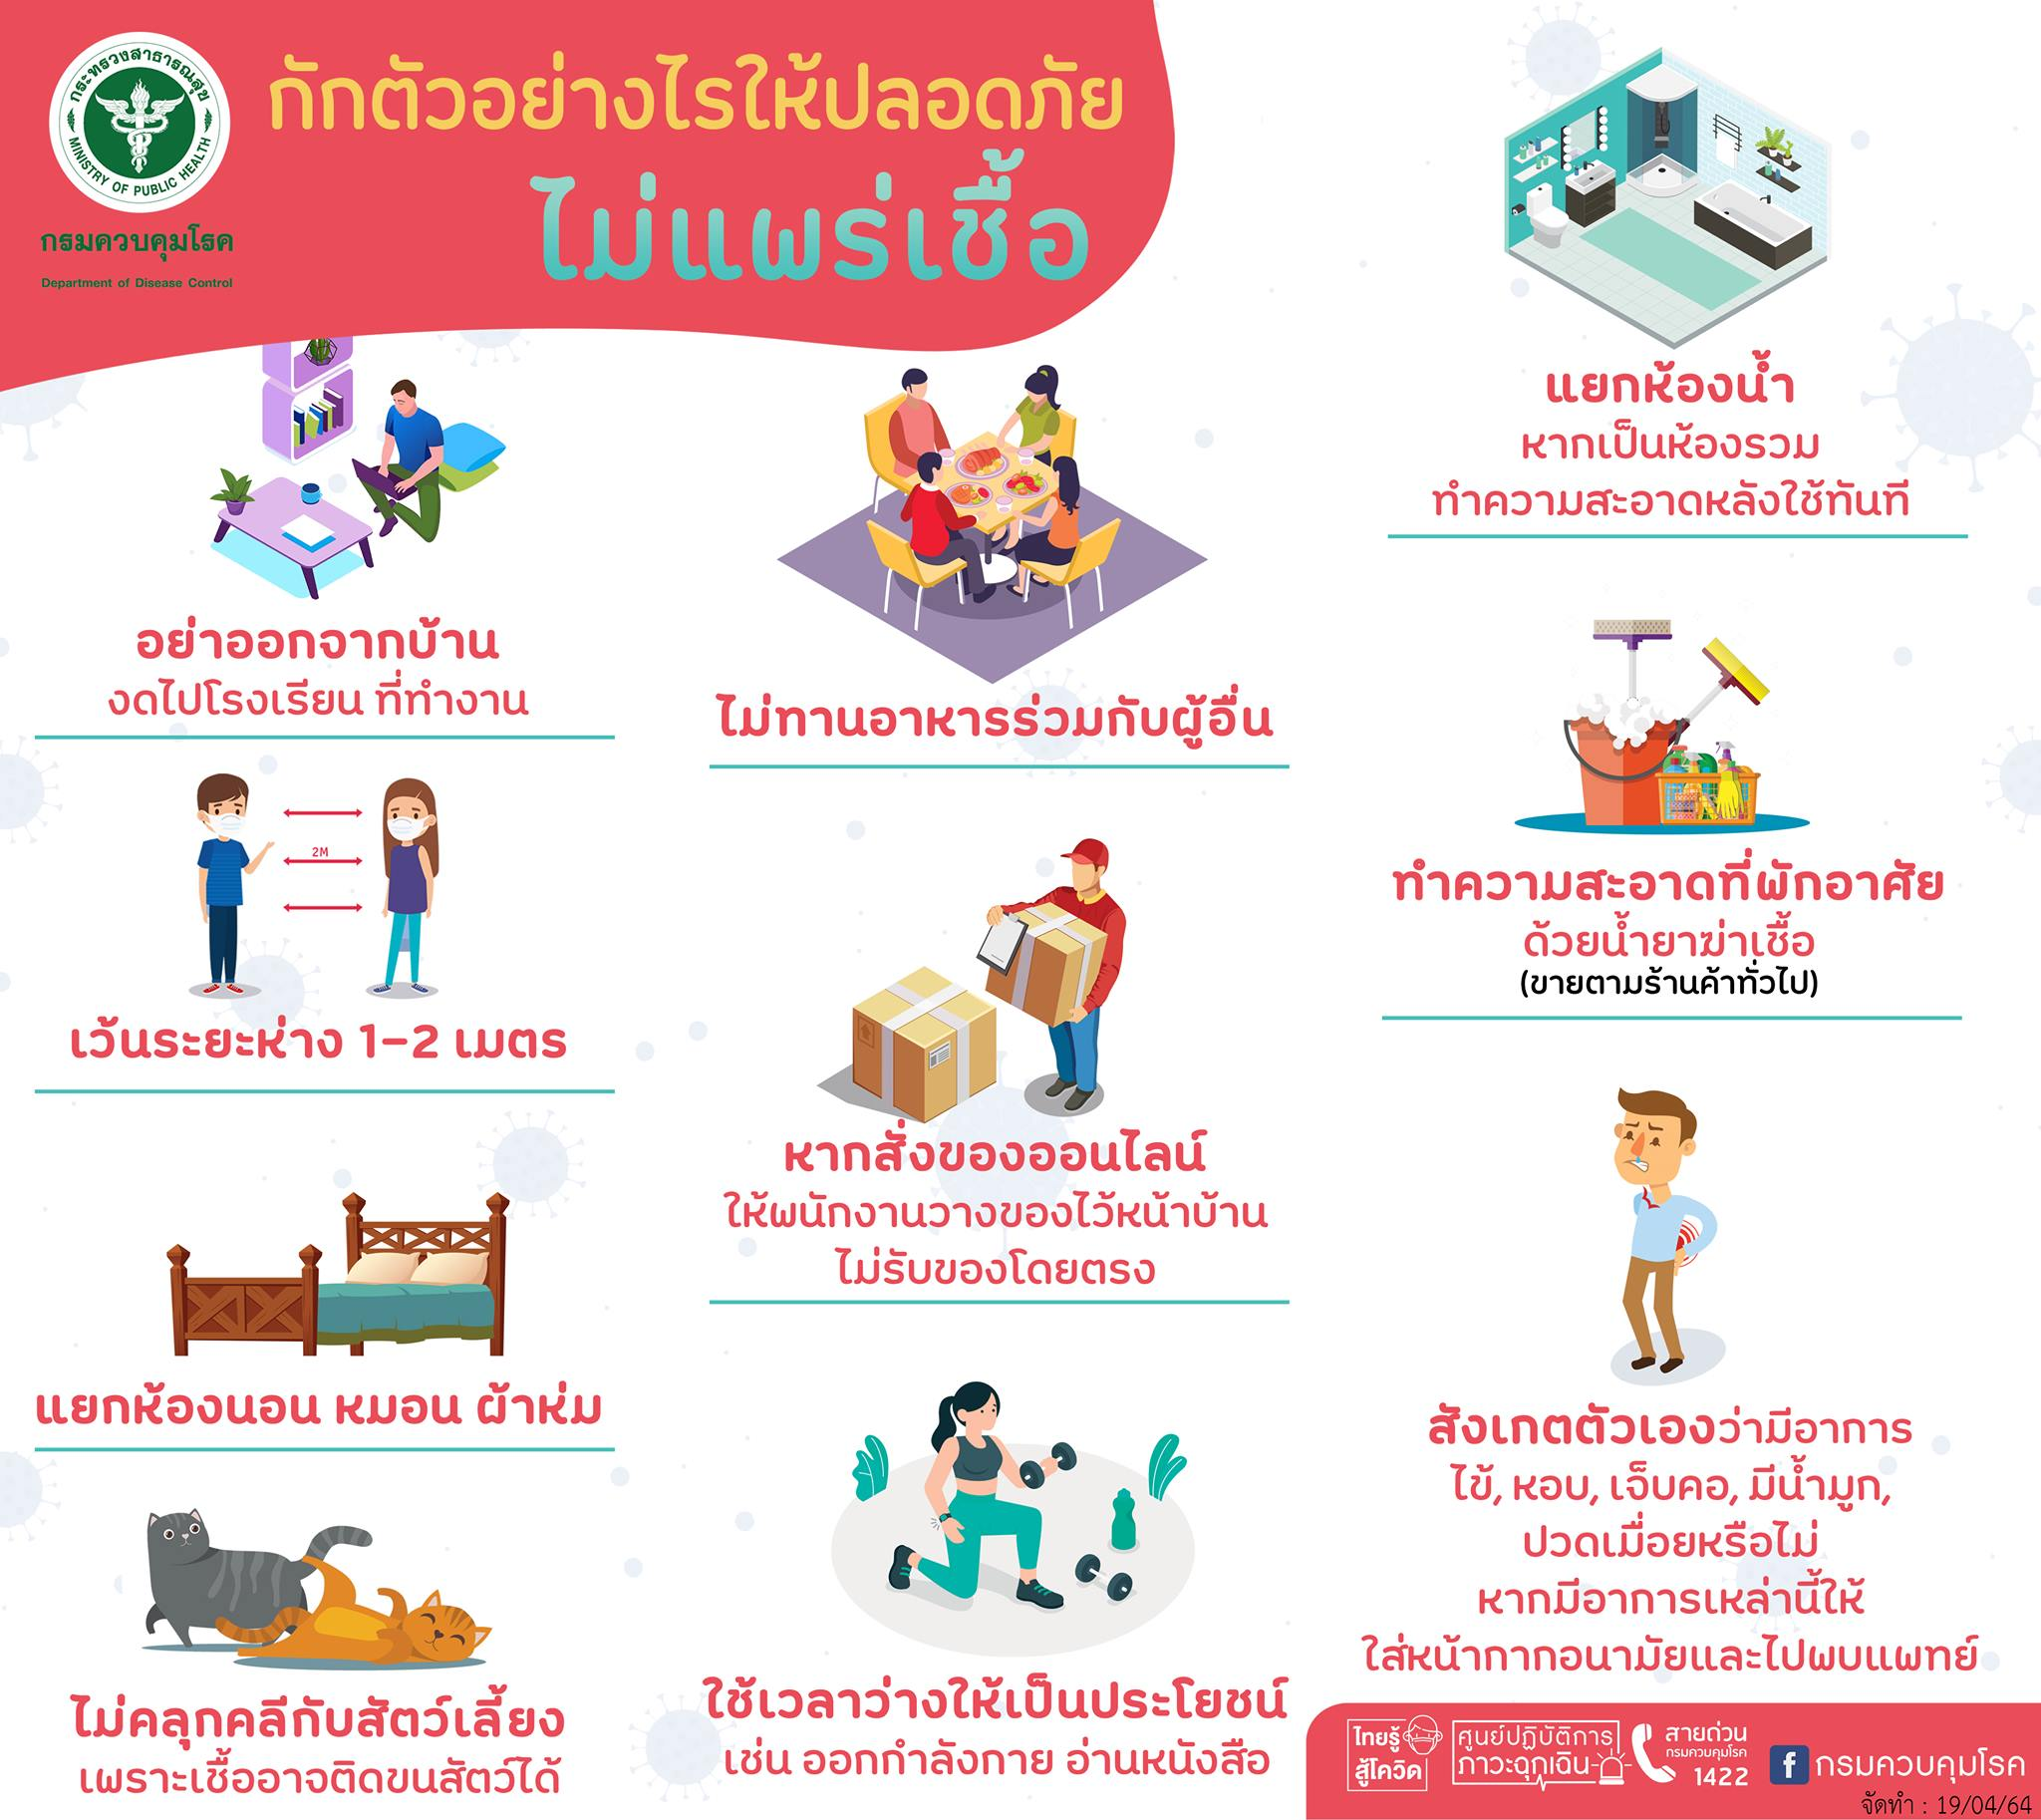 กระทรวงสาธารณสุข
MINISTRY OF PUBLIC HEALTH
กรมควบคุมโรค
Department of Disease Control
กักตัวอย่างไรให้ปลอดภัย
ไม่แพร่เชื้อ
อย่าออกจากบ้าน
งดไปโรงเรียน ที่ทำงาน
2M
เว้นระยะห่าง 1-2 เมตร
แยกห้องนอน หมอน ผ้าห่ม
ไม่คลุกคลีกับสัตว์เลี้ยง
เพราะเชื้ออาจติดขนสัตว์ได้
ไม่ทานอาหารร่วมกับผู้อื่น
หากสั่งของออนไลน์
ให้พนักงานวางของไว้หน้าบ้าน
ไม่รับของโดยตรง
ใช้เวลาว่างให้เป็นประโยชน์
เช่น ออกกำลังกาย อ่านหนังสือ
แยกห้องน้ำ
หากเป็นห้องรวม
ทำความสะอาดหลังใช้ทันที
ทำความสะอาดที่พักอาศัย
ด้วยน้ำยาฆ่าเชื้อ
(ขายตามร้านค้าทั่วไป)
สังเกตตัวเองว่ามีอาการ
ไข้, หอบ, เจ็บคอ, มีน้ำมูก,
ปวดเมื่อยหรือไม่
หากมีอาการเหล่านี้ให้
ใส่หน้ากากอนามัยและไปพบแพทย์
ไทยรู้
สู้โควิด
ศูนย์ปฏิบัติการ
ภาวะฉุกเฉิน
สายด่วน
กรมควบคุมโรค
1422
f กรมควบคุมโรค
จัดทำ : 19/04/64